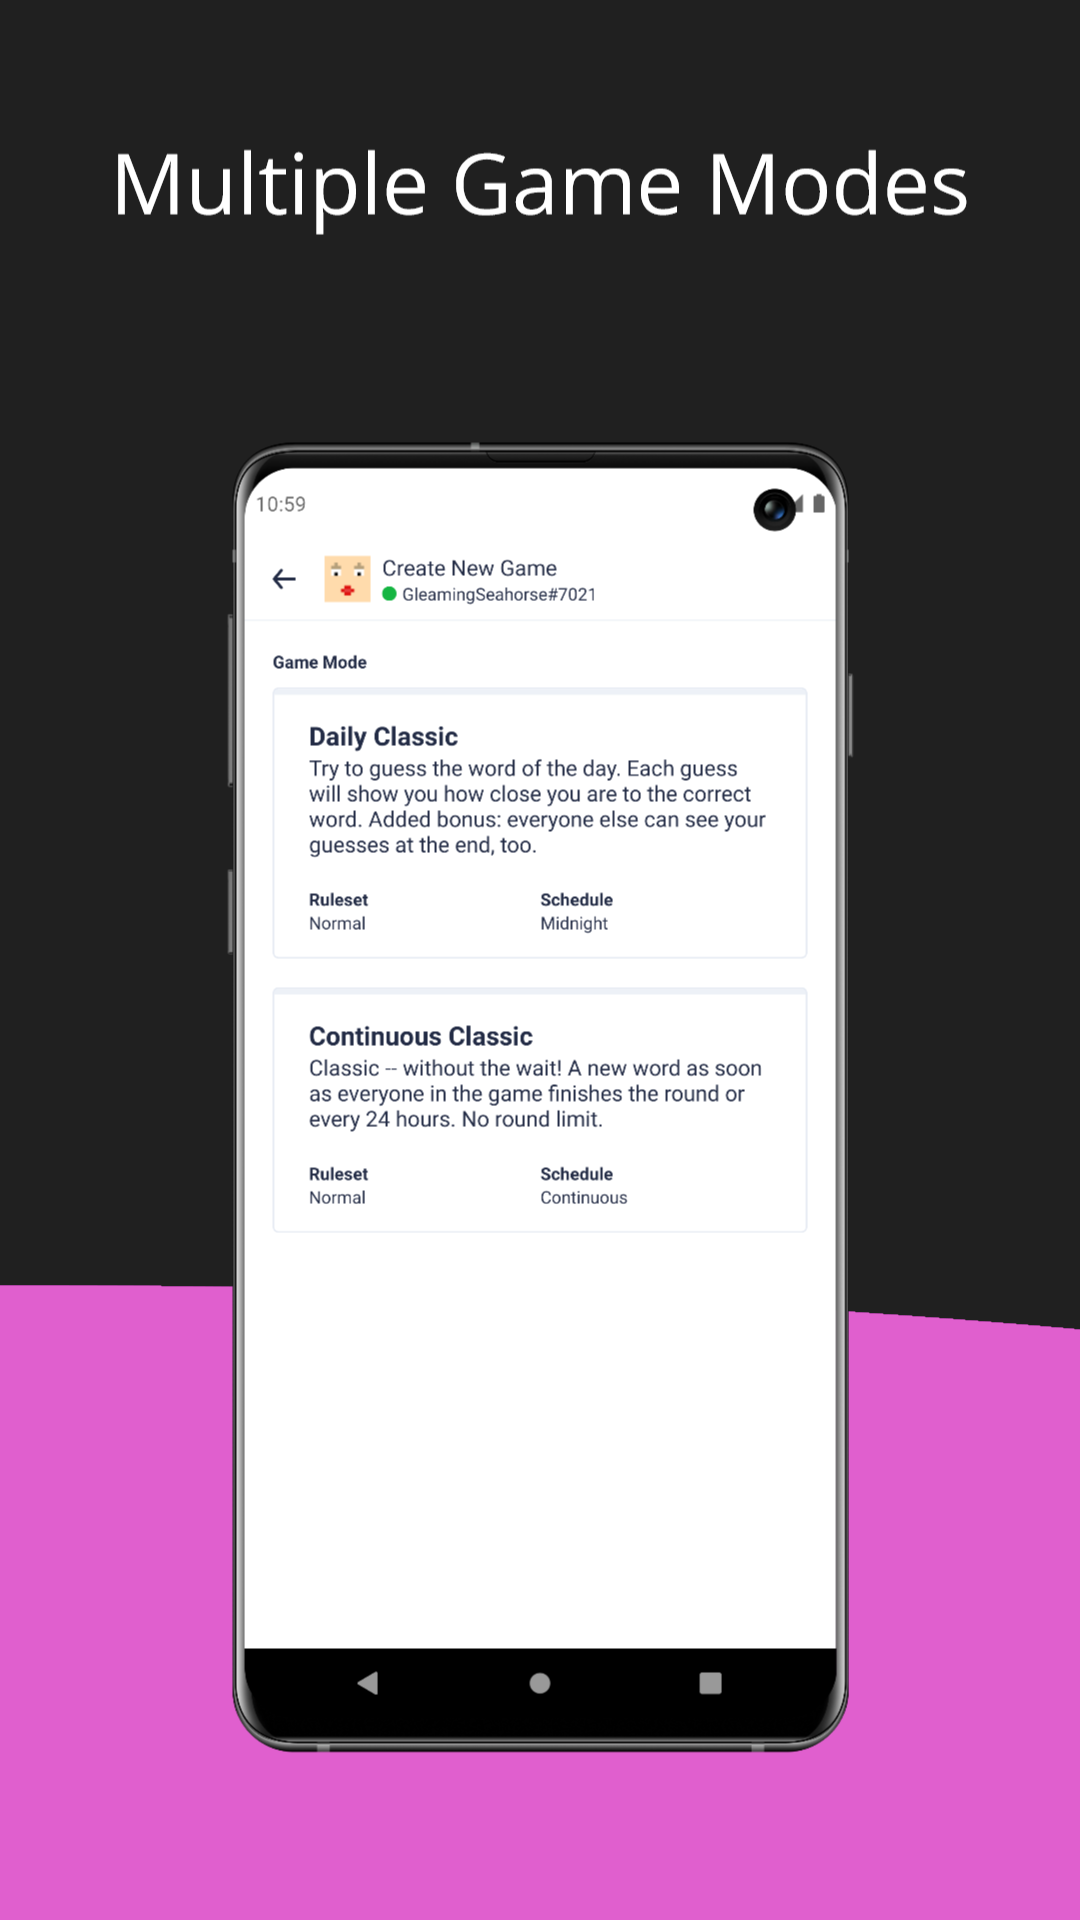 Multiple Game Modes
10:59
Create New Game
GleamingSeahorse#7021
Game Mode
Daily Classic
Try to guess the word of the day. Each guess
will show you how close you are to the correct
word. Added bonus: everyone else can see your
guesses at the end, too.
Ruleset Schedule
Normal Midnight
Continuous Classic
Classic -- without the wait! A new word as soon
as everyone in the game finishes the round or
every 24 hours. No round limit.
Ruleset Schedule
Normal Continuous